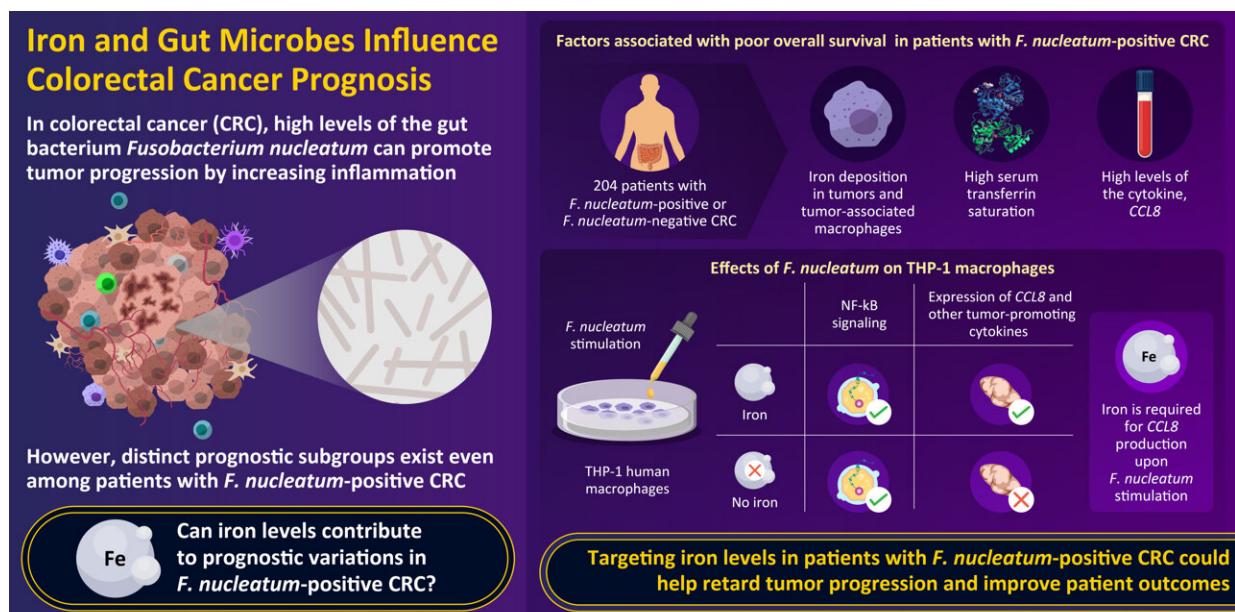 Iron and Gut Microbes Influence
Colorectal Cancer Prognosis
In colorectal cancer (CRC), high levels of the gut
bacterium Fusobacterium nucleatum can promote
tumor progression by increasing inflammation
However, distinct prognostic subgroups exist even
among patients with F. nucleatum-positive CRC
Fe
Can iron levels contribute
to prognostic variations in
F. nucleatum-positive CRC?
Factors associated with poor overall survival in patients with F. nucleatum-positive CRC
204 patients with
F. nucleatum-positive or
F. nucleatum-negative CRC
Iron deposition
in tumors and
tumor-associated
macrophages
High serum
transferrin
saturation
High levels of
the cytokine,
CCL8
Effects of F. nucleatum on THP-1 macrophages
F. nucleatum
stimulation
THP-1 human
macrophages
NF-kB
signaling
Expression of CCL8 and
other tumor-promoting
cytokines
Iron
No iron
Fe
Iron is required
for CCL8
production
upon
F. nucleatum
stimulation
Targeting iron levels in patients with F. nucleatum-positive CRC could
help retard tumor progression and improve patient outcomes